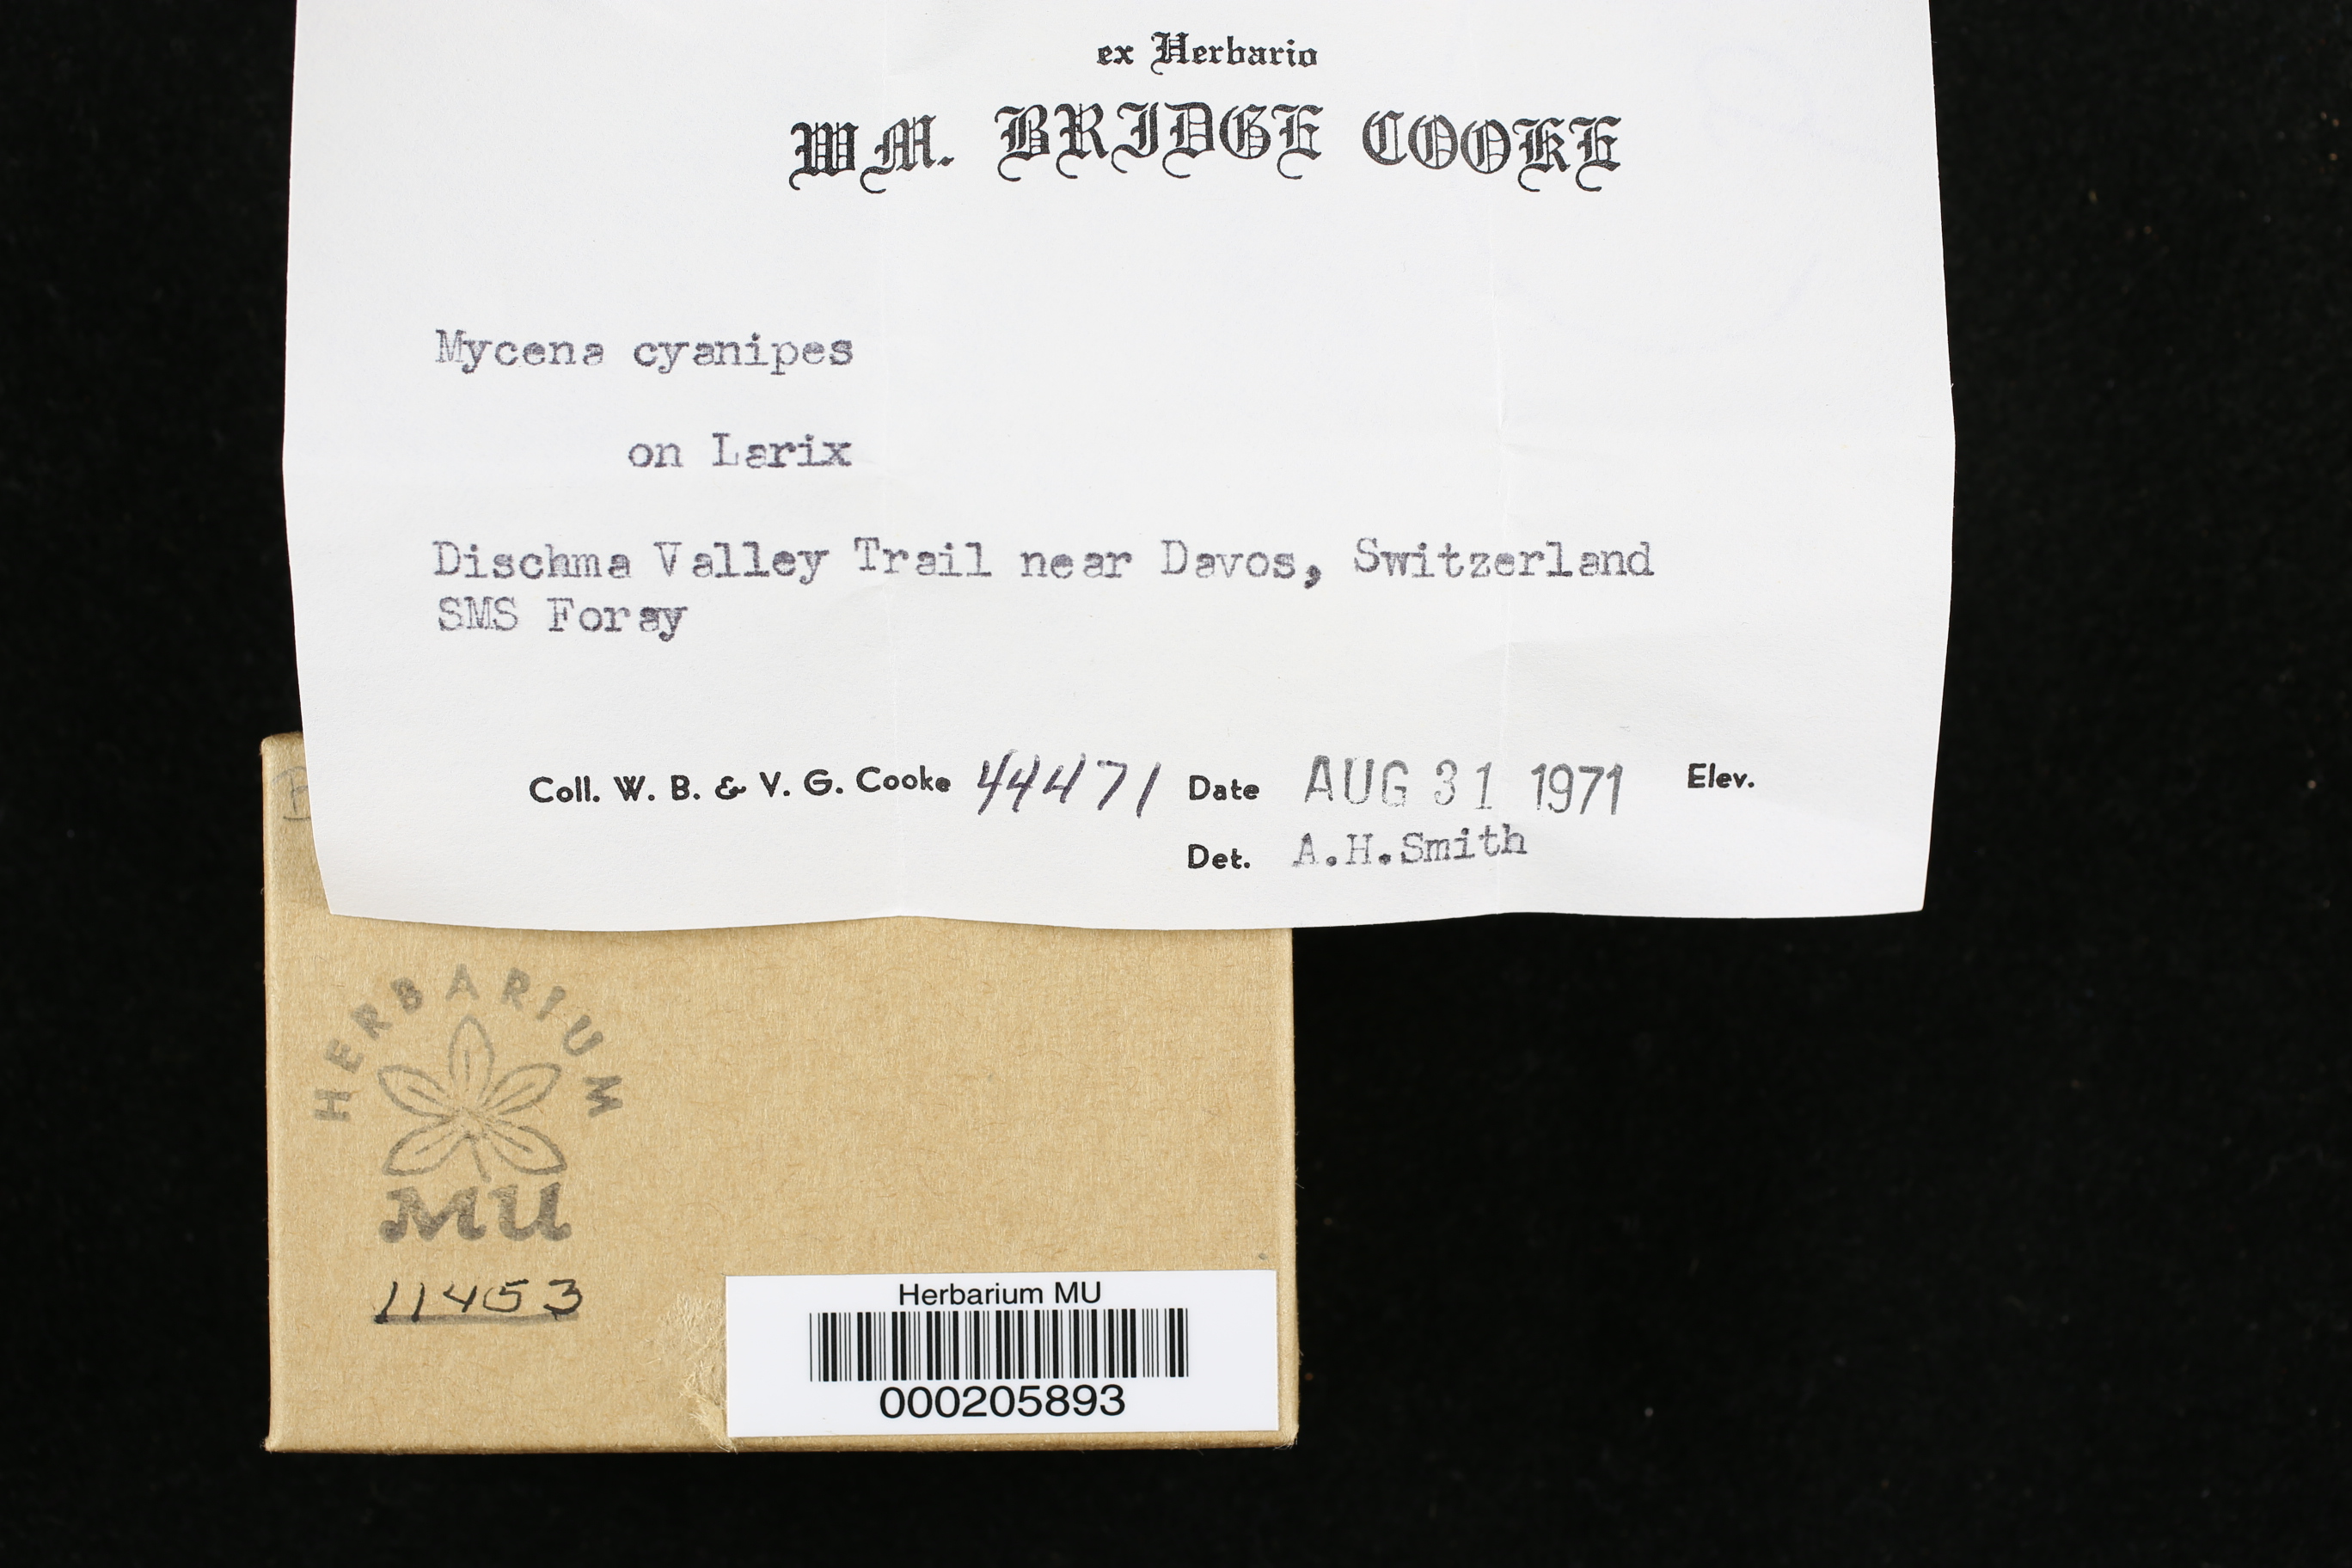 ex Herbario
WM. BRIDGE COOKE
Mycena cyanipes
on Larix
Dischma Valley Trail near Davos, Switzerland
SMS Foray
Coll. W. B. & V. G. Cooke 44471 Date AUG 31 1971 Elev.
Det. A.H.Smith
HERBARIUM
MU
11453
Herbarium MU
000205893